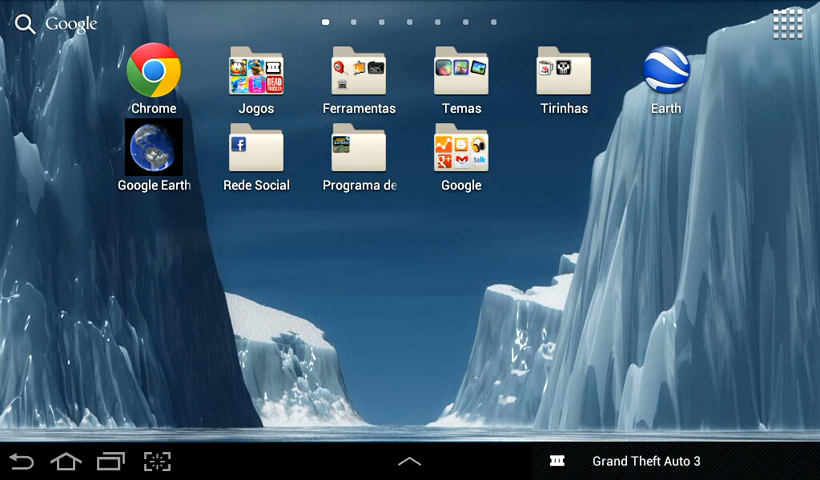 Google
Chrome
Jogos
Ferramentas
Temas
Tirinhas
Earth
Google Earth
Rede Social
Programa de
Google
Grand Theft Auto 3